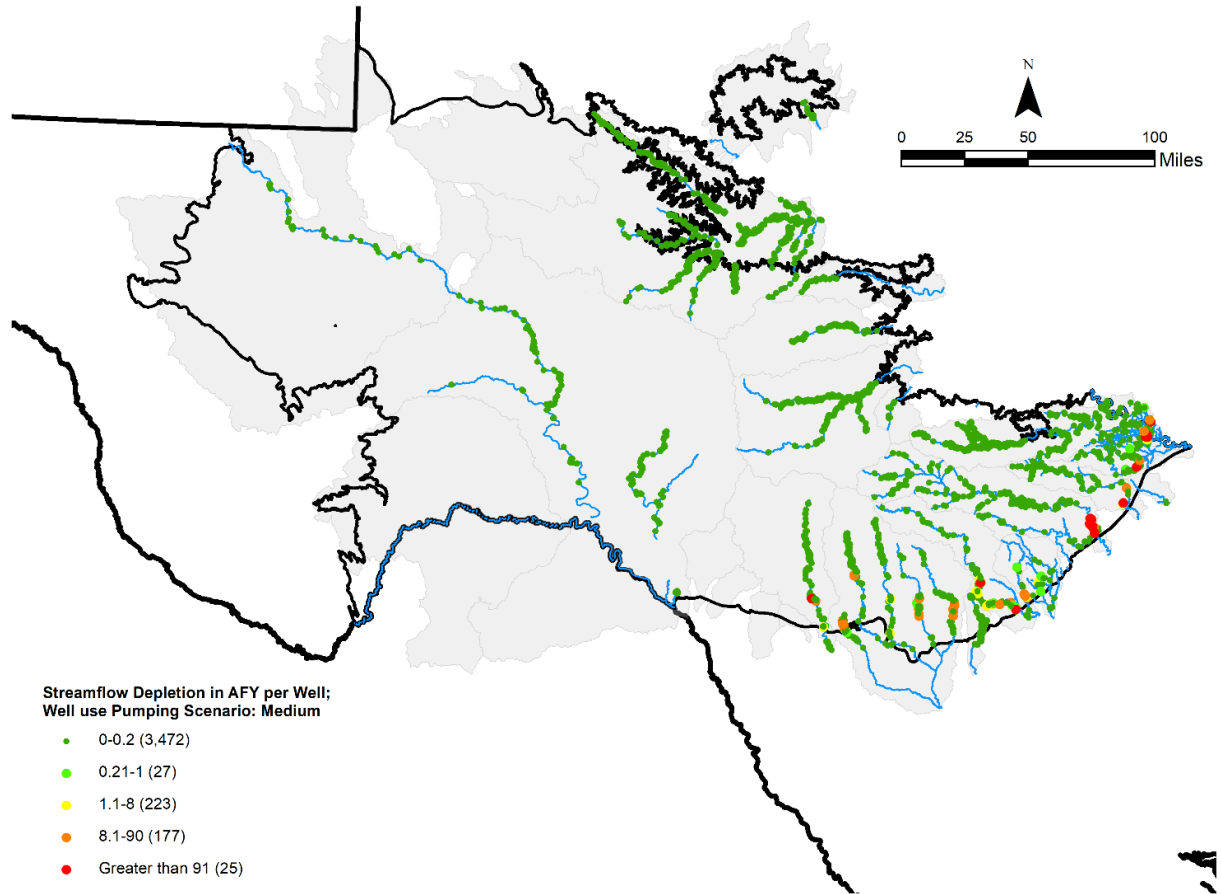 N
0 25 50 100
Miles
Streamflow Depletion in AFY per Well;
Well use Pumping Scenario: Medium
0-0.2 (3,472)
0.21-1 (27)
1.1-8 (223)
8.1-90 (177)
Greater than 91 (25)